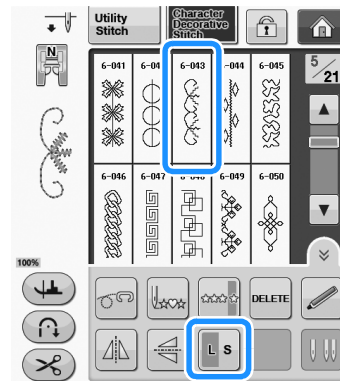 Utility
Stitch
Character
Decorative
Stitch
N
6-041
6-04
6-043
-044
6-045
5
21
6-046
6-047
6-049
6-050
100%
DELETE
L S